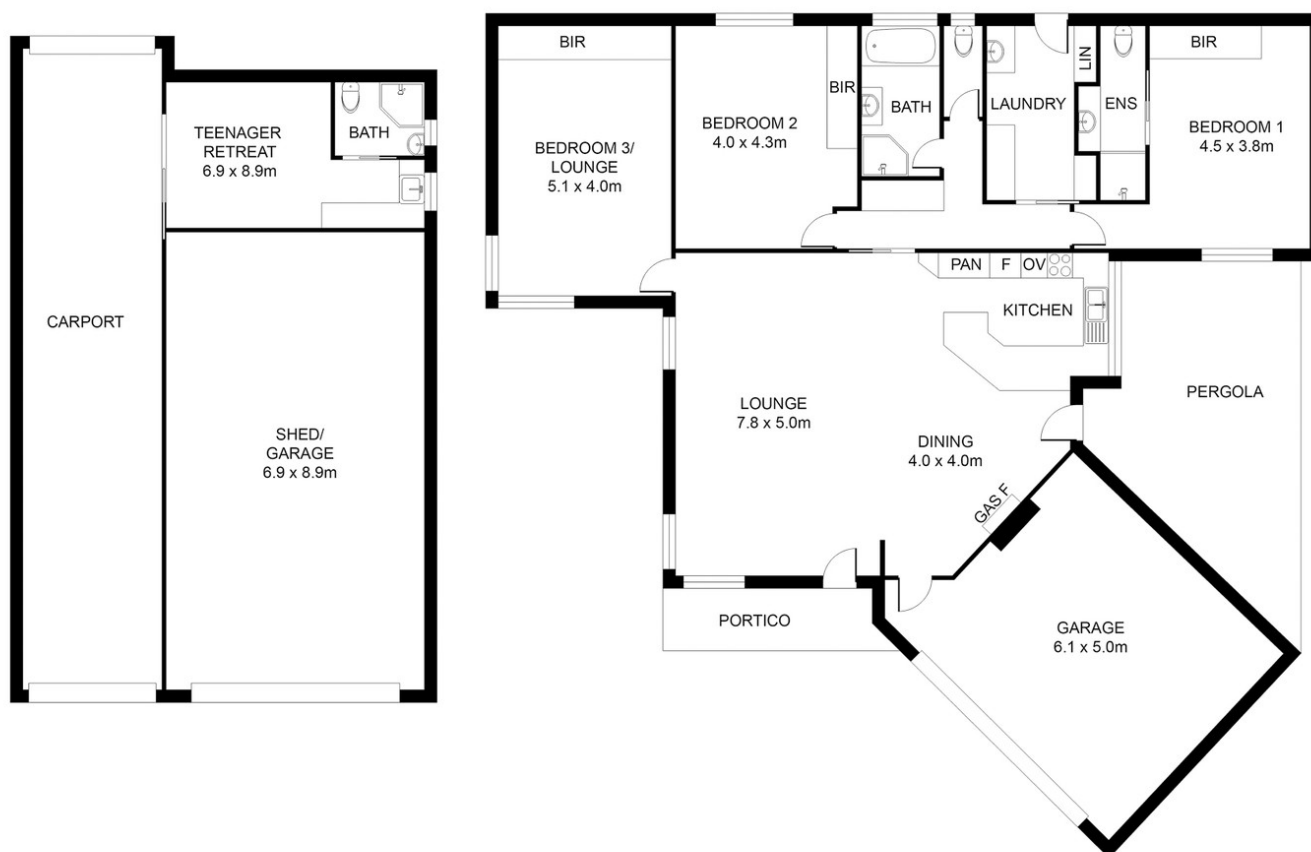 TEENAGER
RETREAT
6.9 x 8.9m
BATH
CARPORT
SHED/
GARAGE
6.9 x 8.9m
BIR
BEDROOM 3/
LOUNGE
5.1 x 4.0m
BEDROOM 2
4.0 x 4.3m
BIR
BATH
LAUNDRY
LIN
ENS
BIR
BEDROOM 1
4.5 x 3.8m
PAN
F
OV
KITCHEN
LOUNGE
7.8 x 5.0m
DINING
4.0 x 4.0m
GAS F
PERGOLA
PORTICO
GARAGE
6.1 x 5.0m